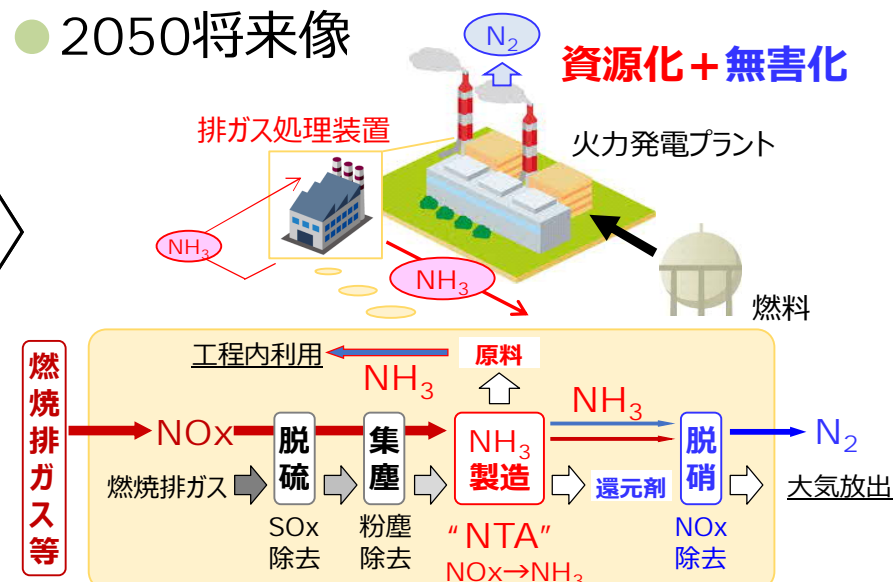 2050将来像
N₂
資源化+無害化
排ガス処理装置
火力発電プラント
NH₃
NH₃
燃料
燃焼排ガス等
工程内利用
原料
NH₃
NH₃
NOx
脱硫
集塵
NH₃製造
脱硝
N₂
燃焼排ガス
還元剤
大気放出
SOx除去
粉塵除去
“NTA”
NOx→NH₃
NOx除去